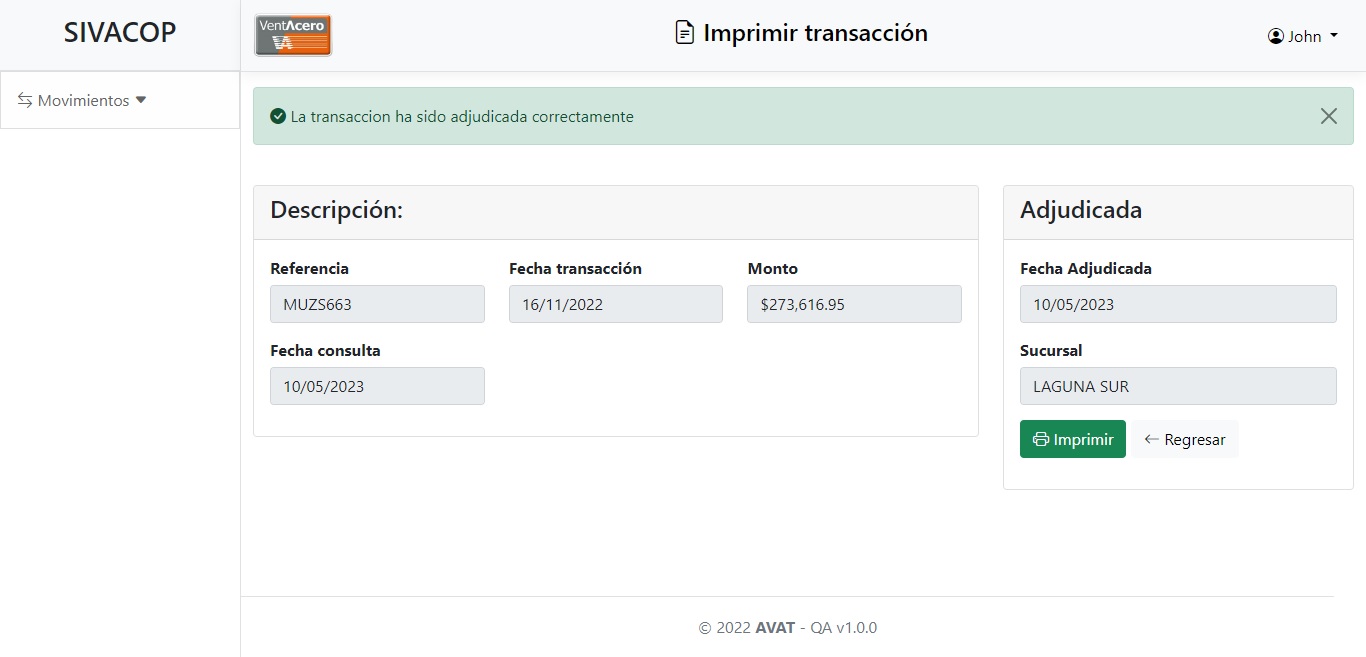 SIVACOP
VentAcero
VA
Imprimir transacción
John
Movimientos
La transaccion ha sido adjudicada correctamente
Descripción:
Referencia Fecha transacción Monto
MUZS663 16/11/2022 $273,616.95
Fecha consulta
10/05/2023
Adjudicada
Fecha Adjudicada
10/05/2023
Sucursal
LAGUNA SUR
Imprimir Regresar
© 2022 AVAT - QA v1.0.0